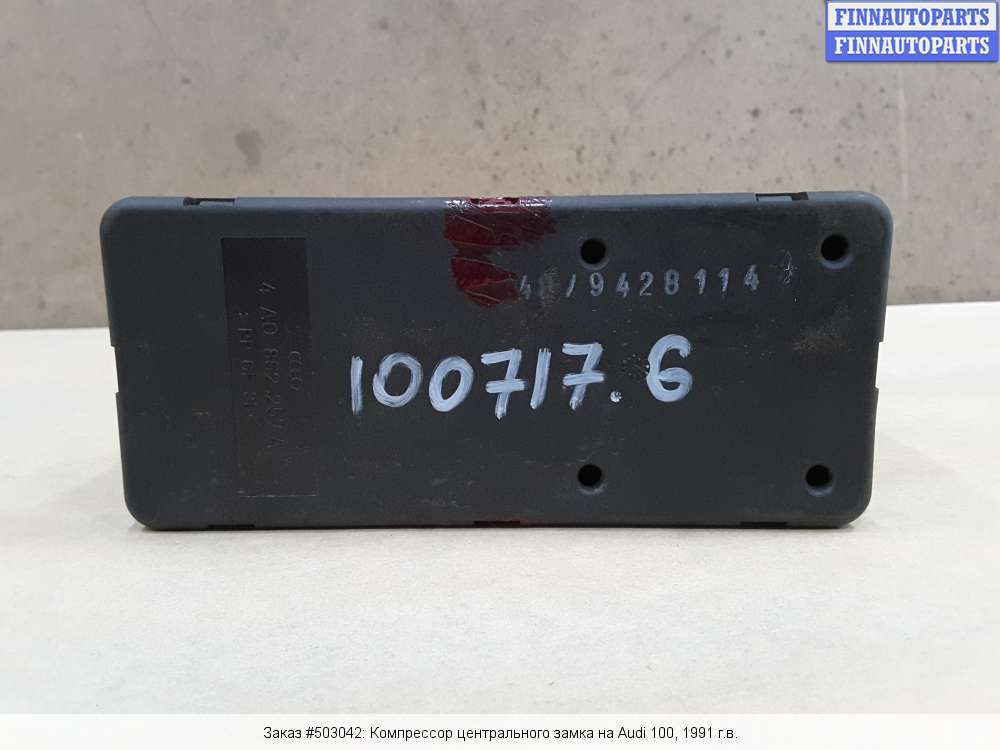 FINNAUTOPARTS
FINNAUTOPARTS
9428114
4 A0 862 257 A
100717.6
Заказ #503042: Компрессор центрального замка на Audi 100, 1991 г.в.